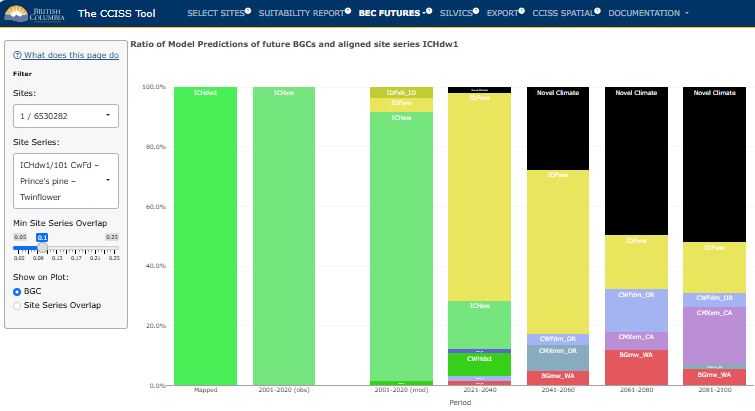 BRITISH
COLUMBIA
The CCISS Tool
SELECT SITES
SUITABILITY REPORT
BEC FUTURES
SILVICS
EXPORT
CCISS SPATIAL
DOCUMENTATION
What does this page do
Filter
Sites:
1 / 6530282
Site Series:
ICHdw1/101 CwFd –
Prince's pine –
Twinflower
Min Site Series Overlap
0.05 0.1 0.25
0.05 0.09 0.13 0.17 0.21 0.25
Show on Plot:
BGC
Site Series Overlap
Ratio of Model Predictions of future BGCs and aligned site series ICHdw1
100.0%
80.0%
60.0%
40.0%
20.0%
0.0%
ICHdw1
ICHxw
IDFxh_ID
IDFww
ICHxw
Novel Climate
IDFww
ICHxw
CWHds1
Novel Climate
IDFww
CWFdm_OR
CMXmm_OR
BGmw_WA
Novel Climate
IDFww
CWFdm_OR
CMXsm_CA
BGmw_WA
Novel Climate
IDFww
CWFdm_OR
CMXsm_CA
BGmw_WA
Mapped
2001-2020 (obs)
2001-2020 (mod)
2021-2040
2041-2060
2061-2080
2081-2100
Period